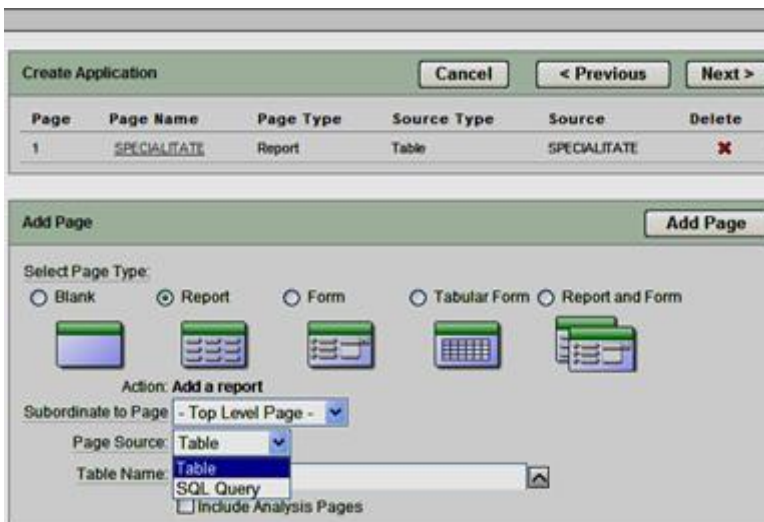 Create Application Cancel < Previous Next >
Page Page Name Page Type Source Type Source Delete
1 SPECIALITATE Report Table SPECIALITATE
Add Page Add Page
Select Page Type:
Blank Report Form Tabular Form Report and Form
Action: Add a report
Subordinate to Page - Top Level Page -
Page Source: Table
Table Name: Table
SQL Query
Include Analysis Pages